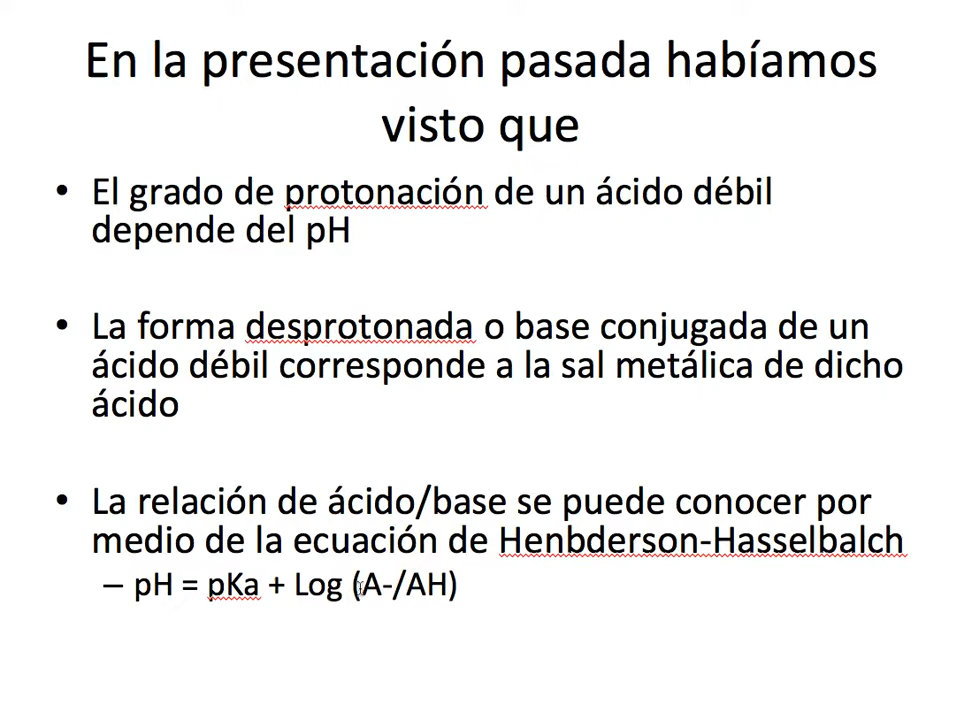 En la presentación pasada habíamos
visto que
• El grado de protonación de un ácido débil
depende del pH
• La forma desprotonada o base conjugada de un
ácido débil corresponde a la sal metálica de dicho
ácido
• La relación de ácido/base se puede conocer por
medio de la ecuación de Henbderson-Hasselbalch
– pH = pKa + Log (A-/AH)